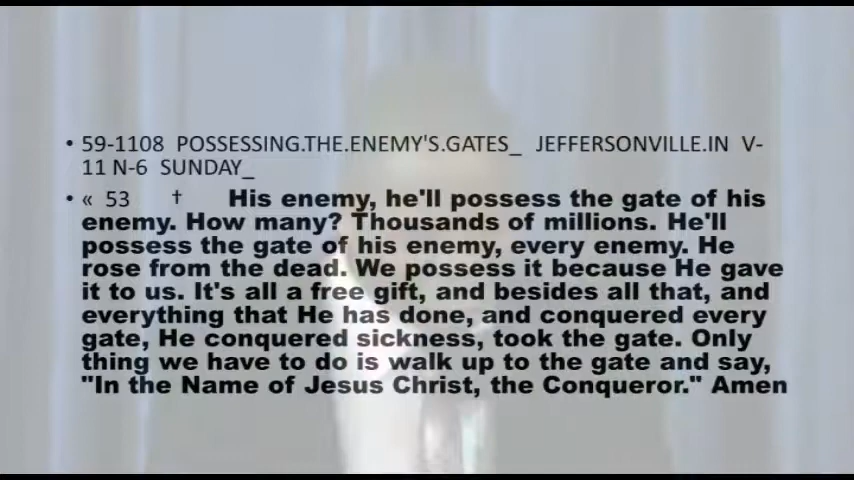 • 59-1108 POSSESSING.THE.ENEMY'S.GATES_ JEFFERSONVILLE.IN V-
11 N-6 SUNDAY_
• « 53 † His enemy, he'll possess the gate of his
enemy. How many? Thousands of millions. He'll
possess the gate of his enemy, every enemy. He
rose from the dead. We possess it because He gave
it to us. It's all a free gift, and besides all that, and
everything that He has done, and conquered every
gate, He conquered sickness, took the gate. Only
thing we have to do is walk up to the gate and say,
"In the Name of Jesus Christ, the Conqueror." Amen